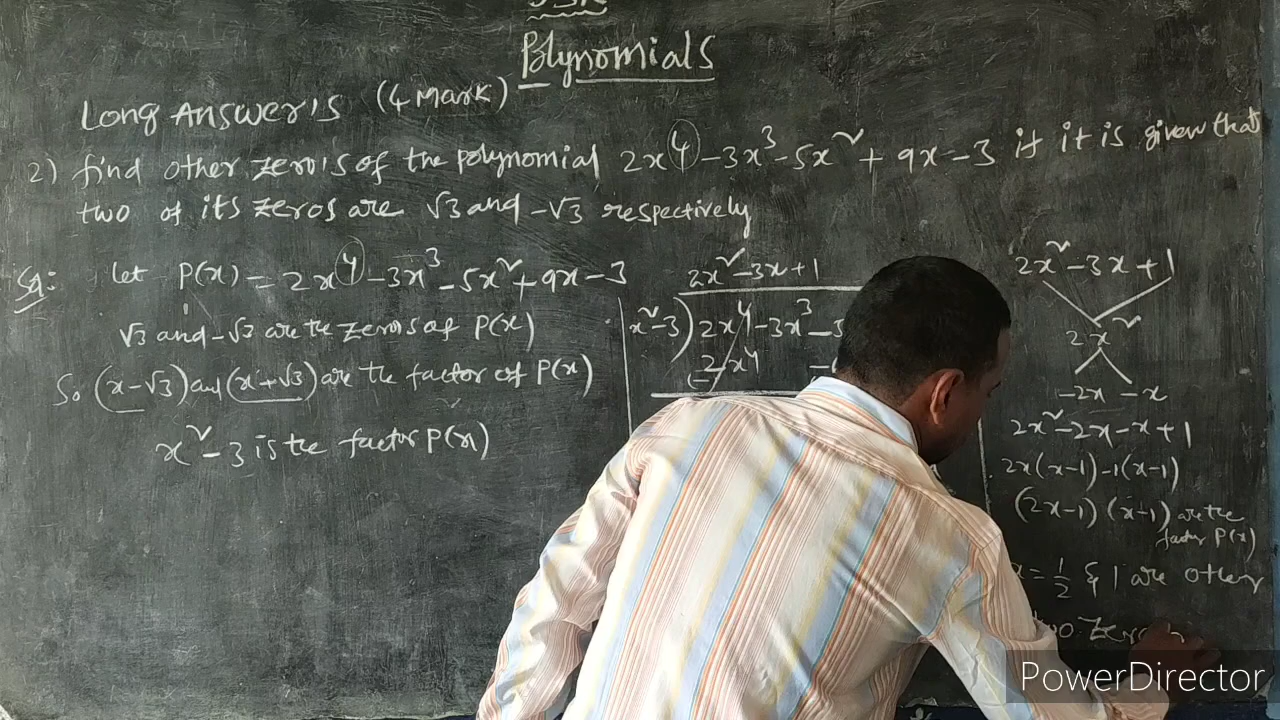 Polynomials
Long Answer's (4 Mark)
2) find other zero's of the polynomial 2x⁴-3x³-5x²+9x-3 if it is given that
two of its zeros are √3 and -√3 respectively
Sol: let P(x) = 2x⁴-3x³-5x²+9x-3
√3 and -√3 are the zeros of P(x)
So (x-√3) and (x+√3) are the factor of P(x)
x²-3 is the factor P(x)
2x²-3x+1
x²-3) 2x⁴-3x³-5
2x⁴ -
(-)
2x²-3x+1
2x²
-2x -x
2x²-2x-x+1
2x(x-1)-1(x-1)
(2x-1) (x-1) are the
factor P(x)
x=1/2 & 1 are other
two zero
PowerDirector